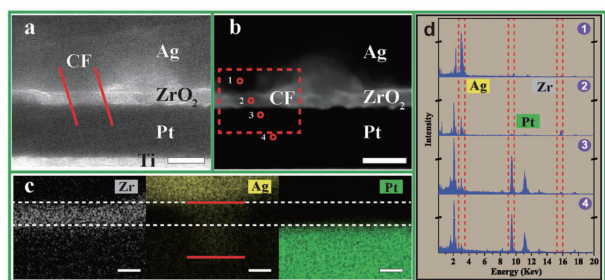 a
Ag
CF
ZrO2
Pt
Ti
b
Ag
1
2
CF
ZrO2
3
4
Pt
c
Zr
Ag
Pt
d
1
Ag
Zr
2
Pt
3
4
Intensity
2 4 6 8 10 12 14 16 18 20
Energy (Kev)